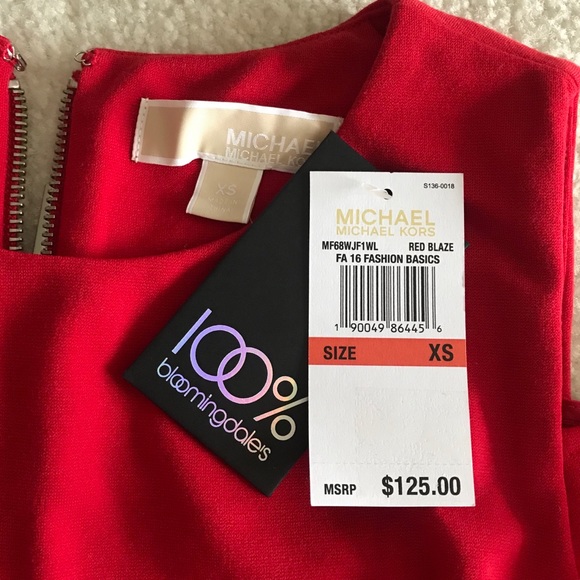 MICHAEL
MICHAEL KORS
XS
100%
bloomingdale's
S136-0018
MICHAEL
MICHAEL KORS
MF68WJF1WL RED BLAZE
FA 16 FASHION BASICS
1 90049 86445 6
SIZE XS
MSRP $125.00